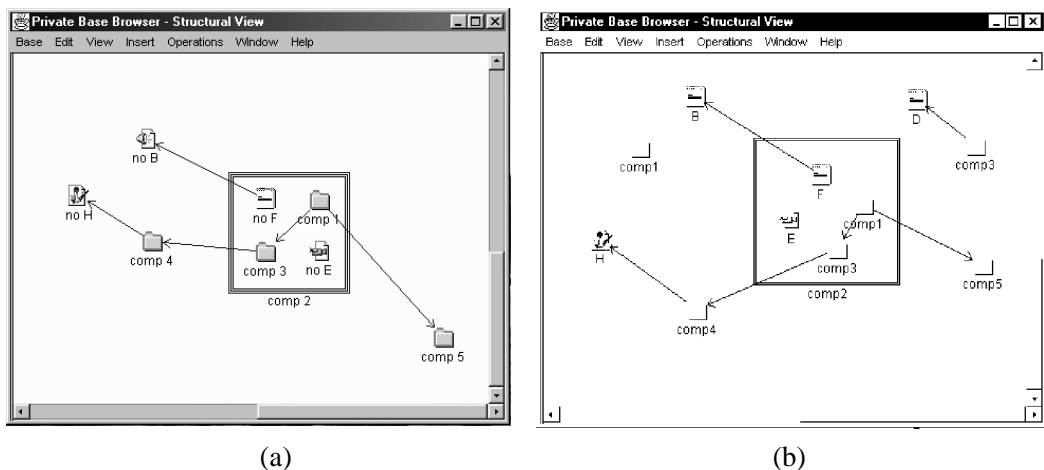 Private Base Browser - Structural View
Base Edit View Insert Operations Window Help
no B
no H
no F
comp 1
comp 4
comp 3
no E
comp 2
comp 5
(a)
Private Base Browser - Structural View
Base Edit View Insert Operations Window Help
B
D
comp1
comp3
F
comp1
E
H
comp3
comp5
comp2
comp4
(b)